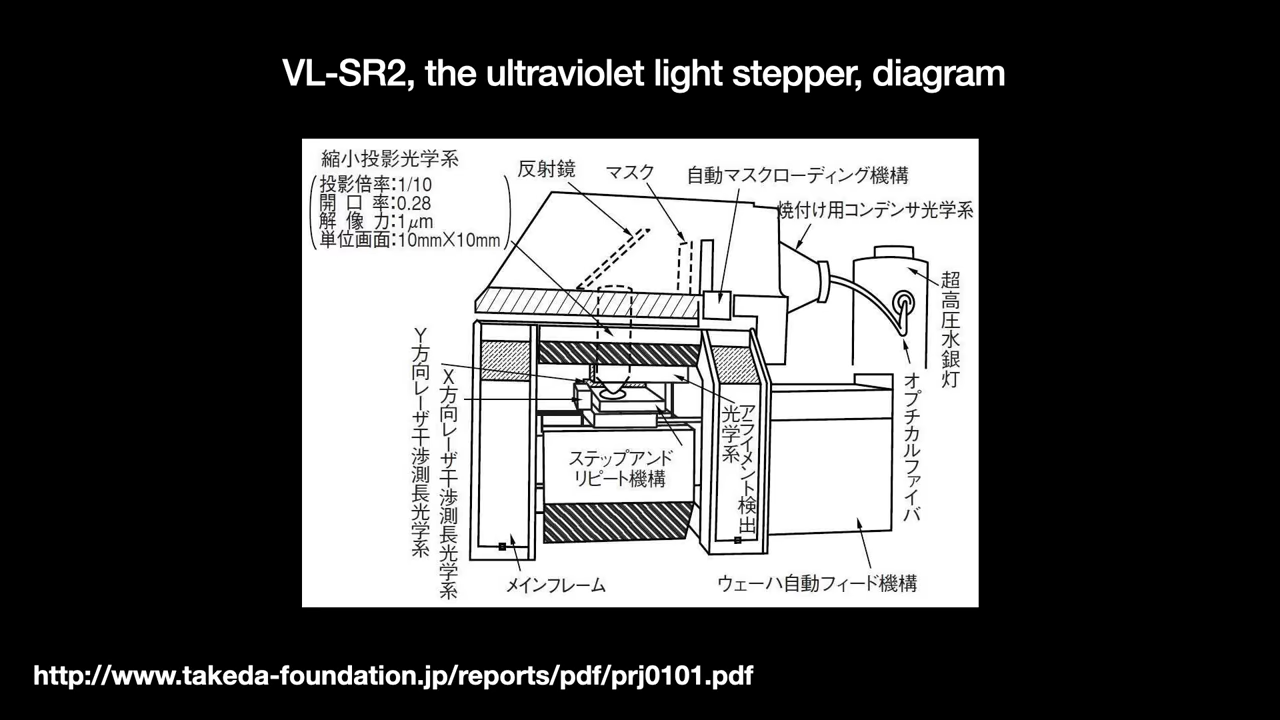 VL-SR2, the ultraviolet light stepper, diagram
縮小投影光学系
投影倍率:1/10
開口率:0.28
解像力:1μm
単位画面:10mm×10mm
反射鏡
マスク
自動マスクローディング機構
焼付け用コンデンサ光学系
超高圧水銀灯
オプチカルファイバ
Y方向レーザ干渉測長光学系
X方向レーザ干渉測長光学系
アライメント検出
光学系
ステップアンド
リピート機構
メインフレーム
ウェーハ自動フィード機構
http://www.takeda-foundation.jp/reports/pdf/prj0101.pdf